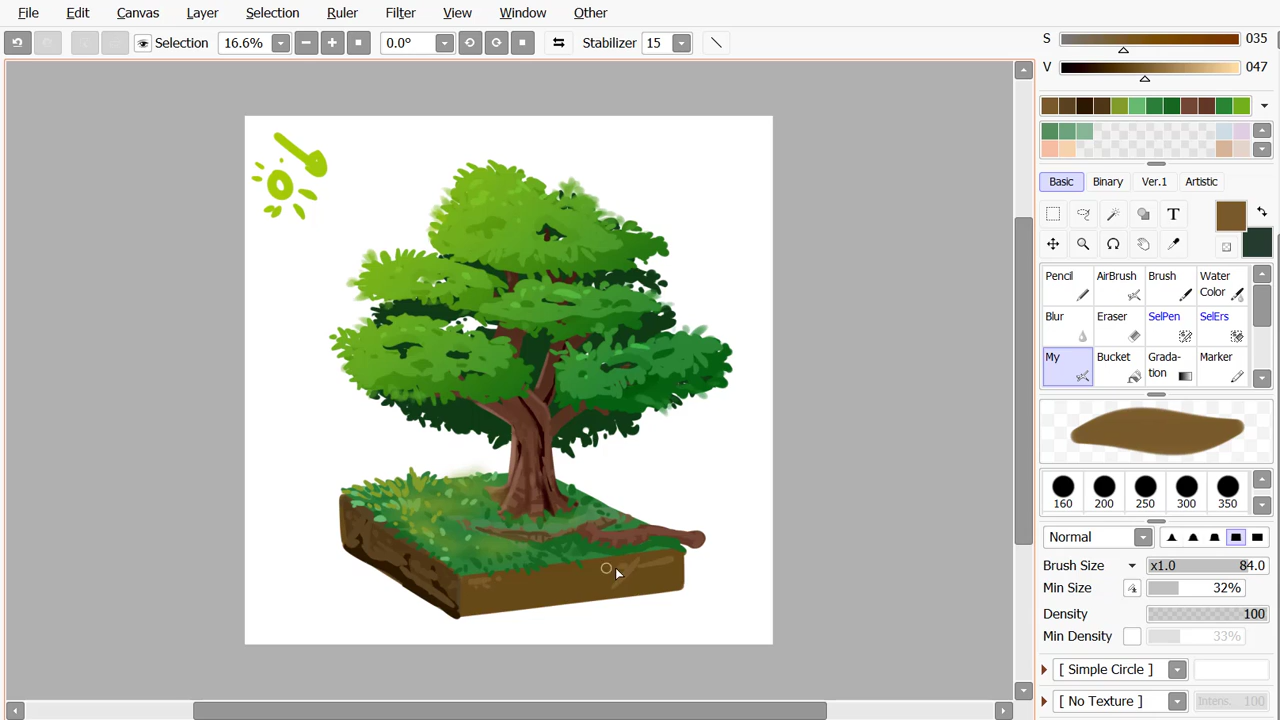 File Edit Canvas Layer Selection Ruler Filter View Window Other
Selection 16.6% 0.0° Stabilizer 15
S 035
V 047
Basic Binary Ver.1 Artistic
T
Pencil AirBrush Brush Water Color
Blur Eraser SelPen SelErs
My Bucket Grada-tion Marker
160 200 250 300 350
Normal
Brush Size x1.0 84.0
Min Size 32%
Density 100
Min Density 33%
[ Simple Circle ]
[ No Texture ] Intens. 100